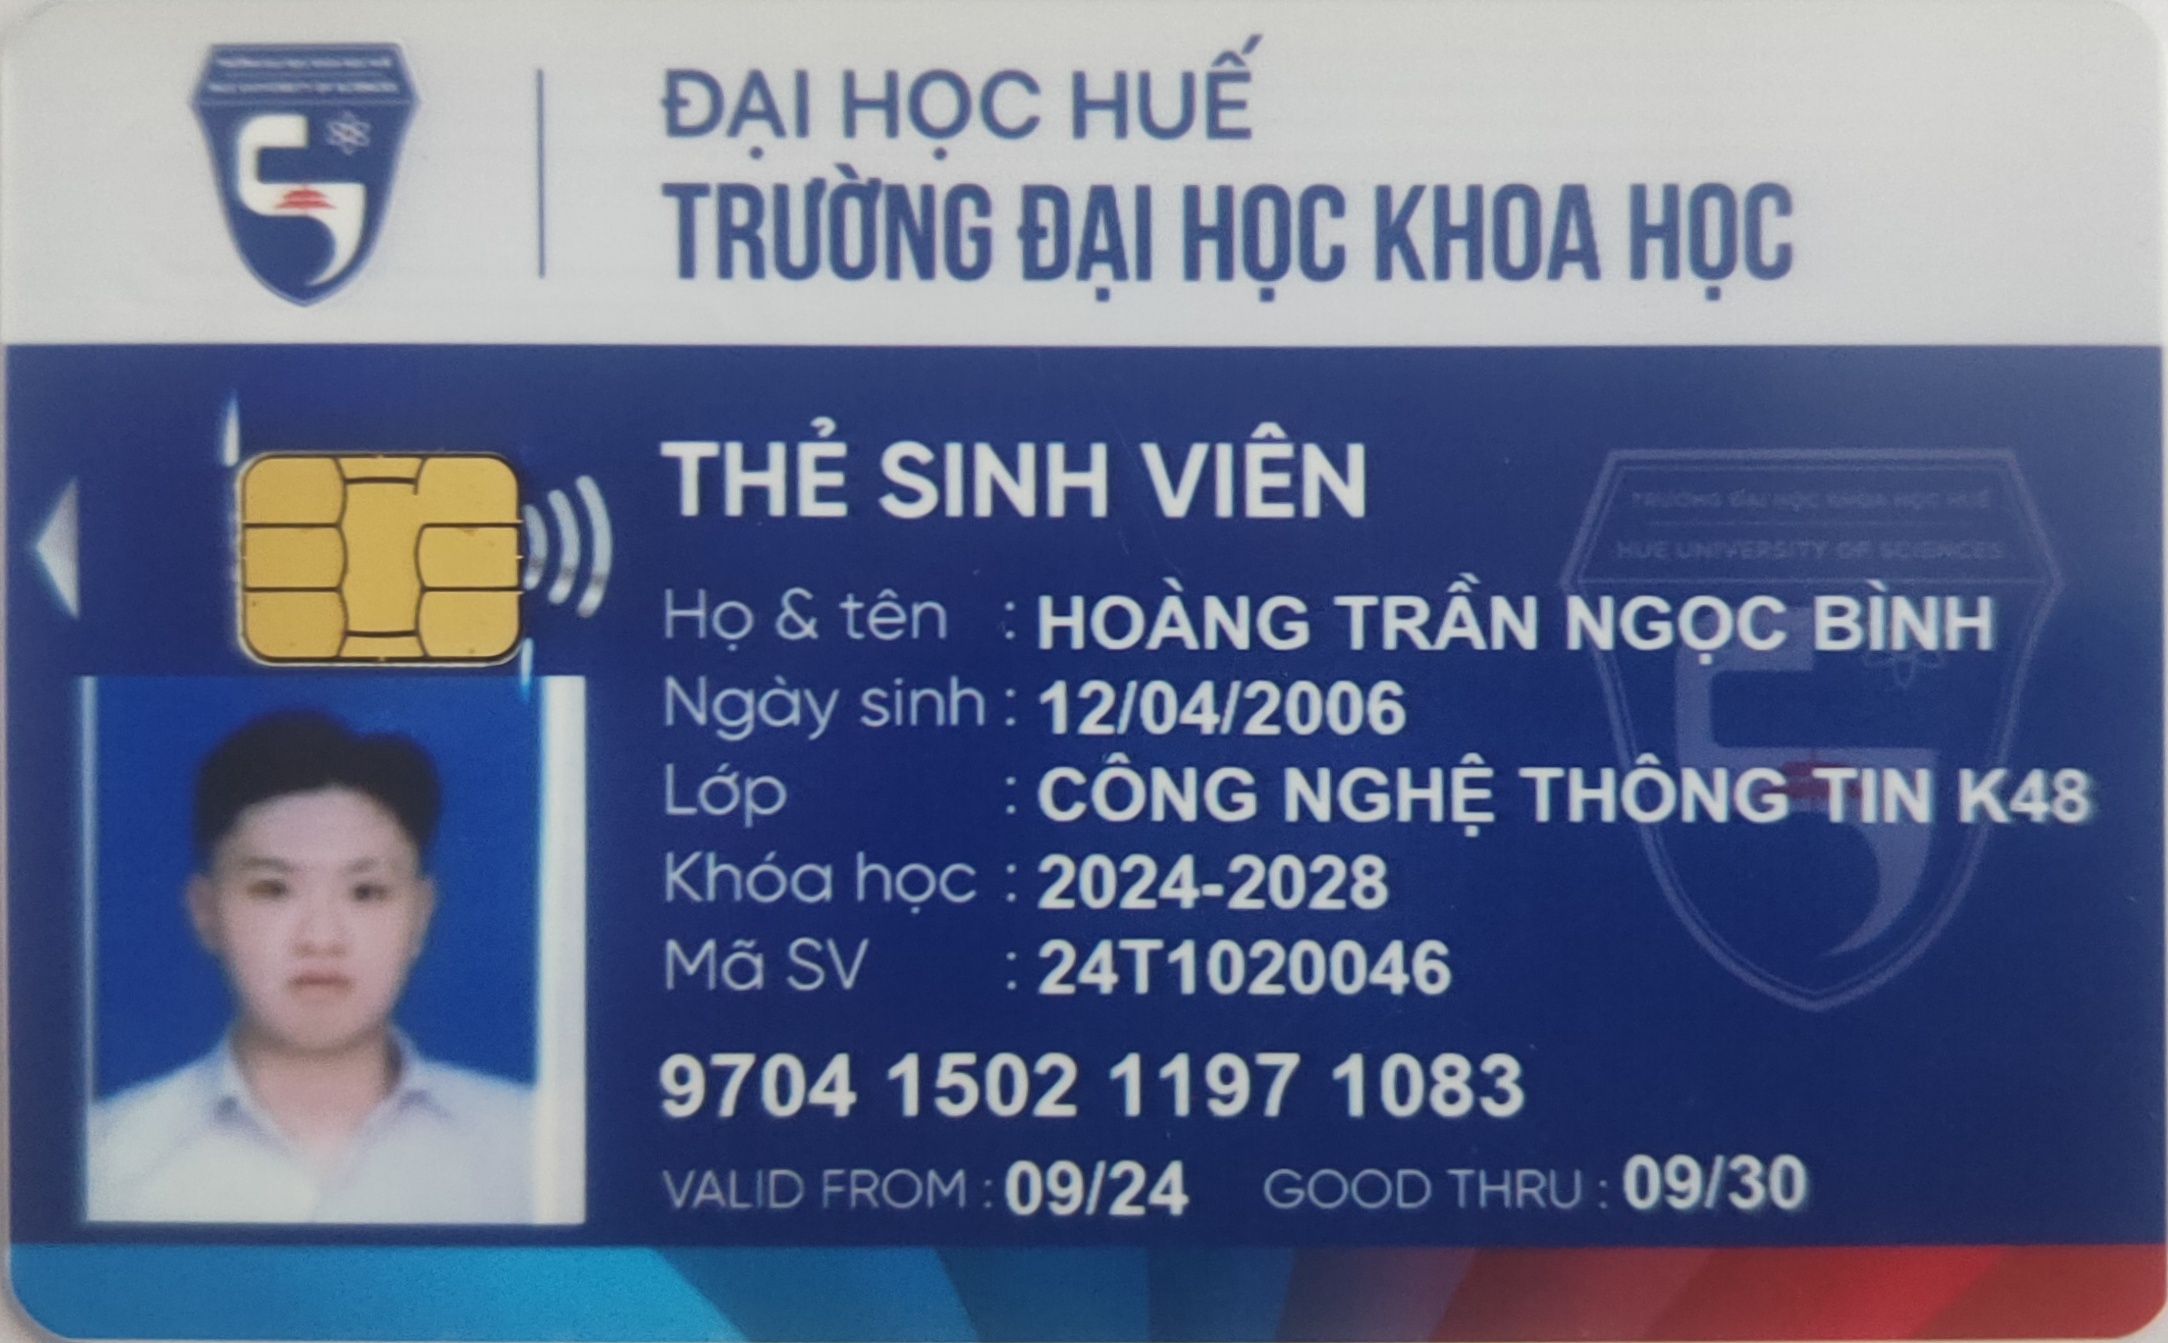 ĐẠI HỌC HUẾ
TRƯỜNG ĐẠI HỌC KHOA HỌC
THẺ SINH VIÊN
TRƯỜNG ĐẠI HỌC KHOA HỌC HUẾ
HUE UNIVERSITY OF SCIENCES
Họ & tên : HOÀNG TRẦN NGỌC BÌNH
Ngày sinh : 12/04/2006
Lớp : CÔNG NGHỆ THÔNG TIN K48
Khóa học : 2024-2028
Mã SV : 24T1020046
9704 1502 1197 1083
VALID FROM : 09/24 GOOD THRU : 09/30